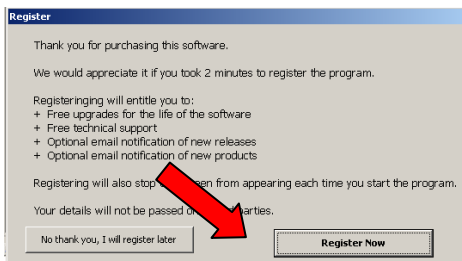 Register
Thank you for purchasing this software.
We would appreciate it if you took 2 minutes to register the program.
Registeringing will entitle you to:
+ Free upgrades for the life of the software
+ Free technical support
+ Optional email notification of new releases
+ Optional email notification of new products
Registering will also stop from appearing each time you start the program.
Your details will not be passed parties.
No thank you, I will register later
Register Now